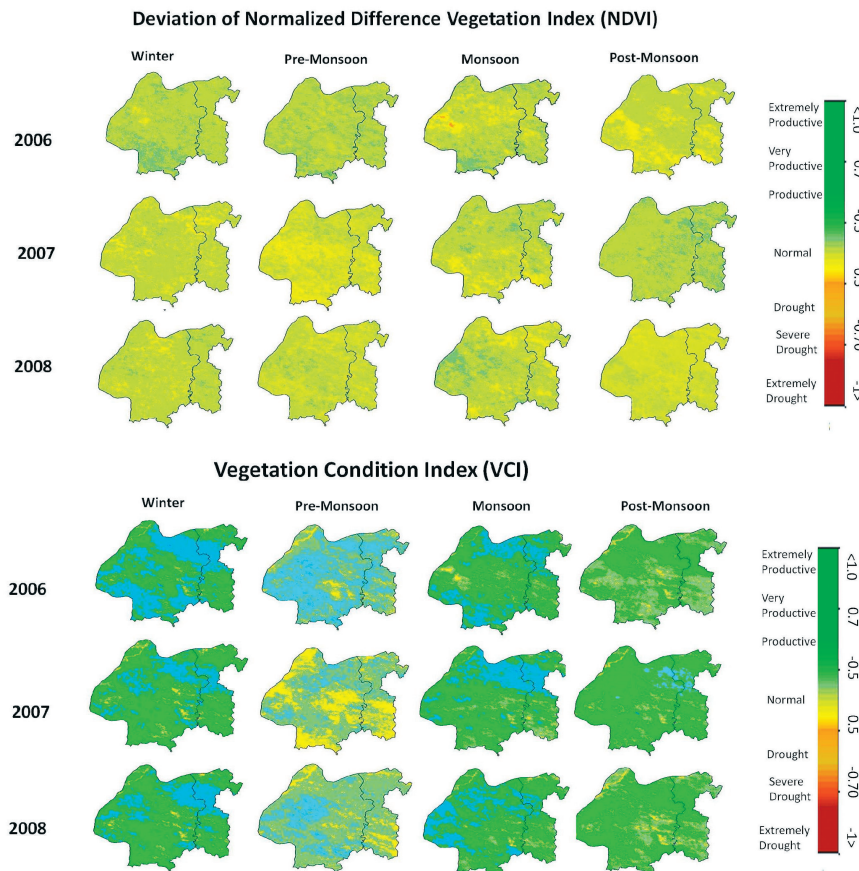 Deviation of Normalized Difference Vegetation Index (NDVI)
Winter
Pre-Monsoon
Monsoon
Post-Monsoon
2006
2007
2008
Extremely
Productive
Very
Productive
Productive
Normal
Drought
Severe
Drought
Extremely
Drought
<1.0
0.7
-0.5
0.5
-0.70
-1>
Vegetation Condition Index (VCI)
Winter
Pre-Monsoon
Monsoon
Post-Monsoon
2006
2007
2008
Extremely
Productive
Very
Productive
Productive
Normal
Drought
Severe
Drought
Extremely
Drought
<1.0
0.7
-0.5
0.5
-0.70
-1>